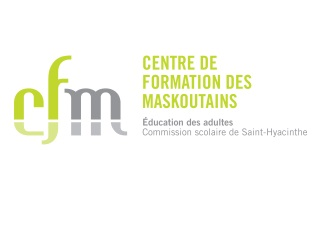 cfm
CENTRE DE
FORMATION DES
MASKOUTAINS
Éducation des adultes
Commission scolaire de Saint-Hyacinthe